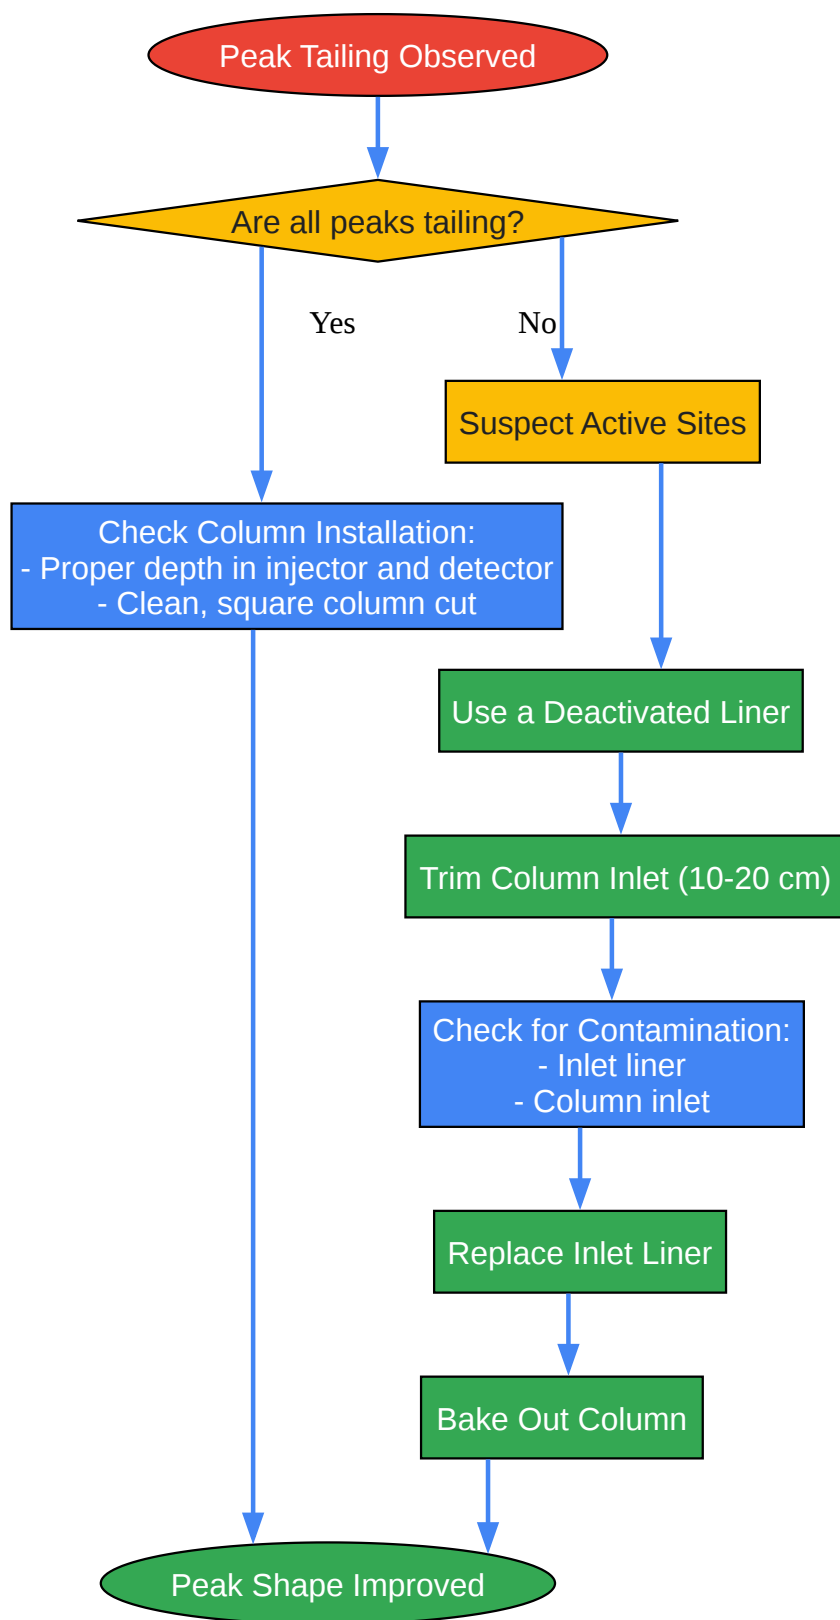 Peak Tailing Observed
Are all peaks tailing?
Yes
No
Suspect Active Sites
Check Column Installation:
- Proper depth in injector and detector
- Clean, square column cut
Use a Deactivated Liner
Trim Column Inlet (10-20 cm)
Check for Contamination:
- Inlet liner
- Column inlet
Replace Inlet Liner
Bake Out Column
Peak Shape Improved